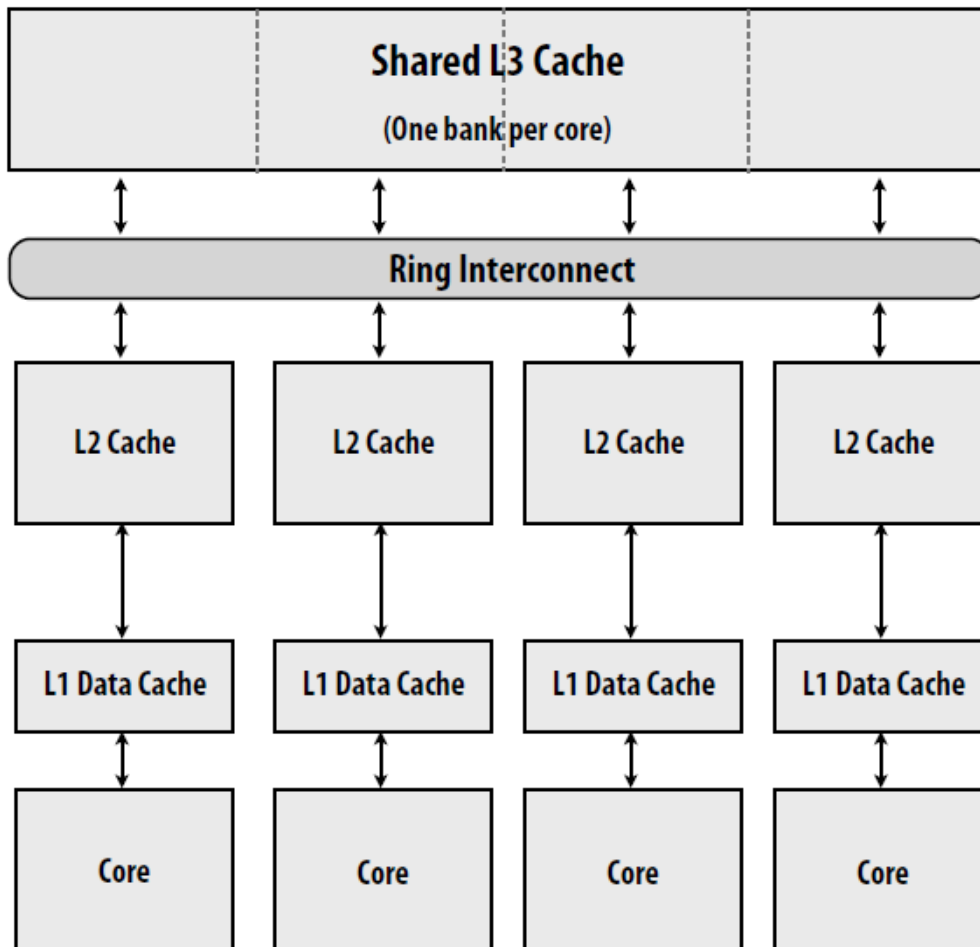 Shared L3 Cache
(One bank per core)
Ring Interconnect
L2 Cache
L2 Cache
L2 Cache
L2 Cache
L1 Data Cache
L1 Data Cache
L1 Data Cache
L1 Data Cache
Core
Core
Core
Core